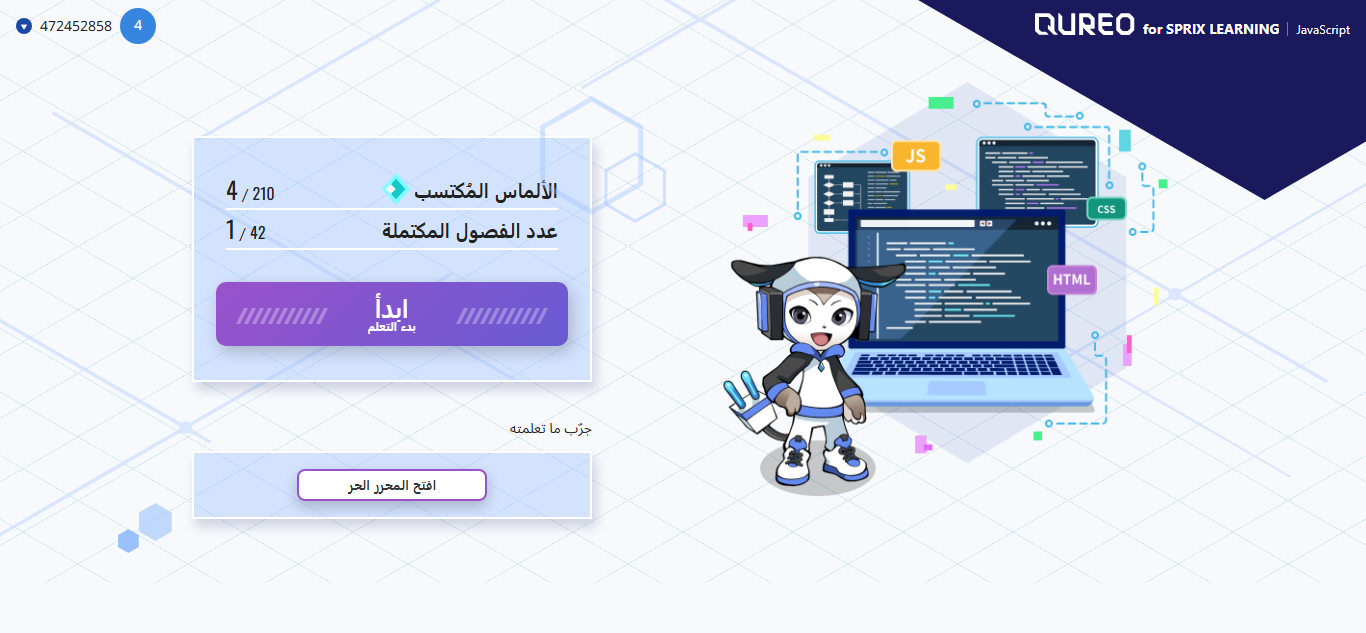 472452858 4
QUREO for SPRIX LEARNING | JavaScript
الألماس المُكتسب 4 / 210
عدد الفصول المكتملة 1 / 42
ابدأ
بدء التعلم
جرّب ما تعلمته
افتح المحرر الحر
JS
CSS
HTML